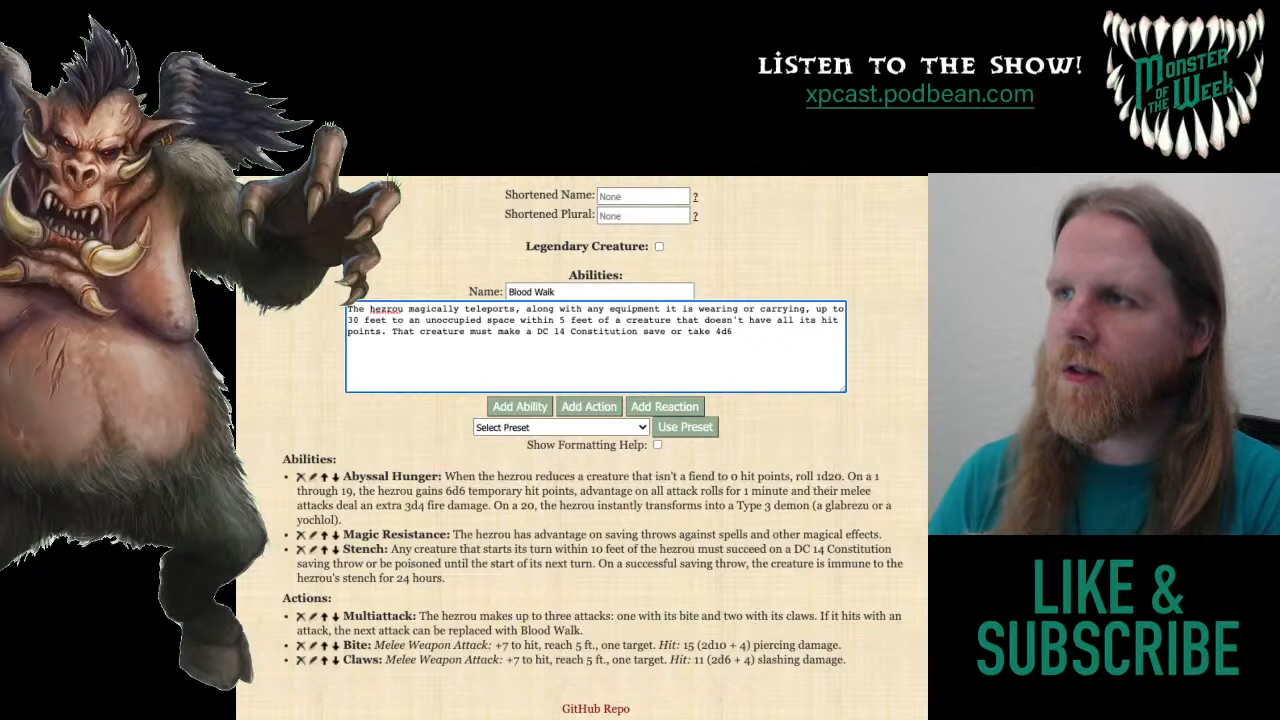 LISTEN TO THE SHOW!
xpcast.podbean.com
MONSTER
OF THE WEEK
Shortened Name: None ?
Shortened Plural: None ?
Legendary Creature:
Abilities:
Name: Blood Walk
The hezrou magically teleports, along with any equipment it is wearing or carrying, up to
30 feet to an unoccupied space within 5 feet of a creature that doesn't have all its hit
points. That creature must make a DC 14 Constitution save or take 4d6
Add Ability Add Action Add Reaction
Select Preset Use Preset
Show Formatting Help:
Abilities:
Abyssal Hunger: When the hezrou reduces a creature that isn't a fiend to 0 hit points, roll 1d20. On a 1
through 19, the hezrou gains 6d6 temporary hit points, advantage on all attack rolls for 1 minute and their melee
attacks deal an extra 3d4 fire damage. On a 20, the hezrou instantly transforms into a Type 3 demon (a glabrezu or a
yochlol).
Magic Resistance: The hezrou has advantage on saving throws against spells and other magical effects.
Stench: Any creature that starts its turn within 10 feet of the hezrou must succeed on a DC 14 Constitution
saving throw or be poisoned until the start of its next turn. On a successful saving throw, the creature is immune to the
hezrou's stench for 24 hours.
Actions:
Multiattack: The hezrou makes up to three attacks: one with its bite and two with its claws. If it hits with an
attack, the next attack can be replaced with Blood Walk.
Bite: Melee Weapon Attack: +7 to hit, reach 5 ft., one target. Hit: 15 (2d10 + 4) piercing damage.
Claws: Melee Weapon Attack: +7 to hit, reach 5 ft., one target. Hit: 11 (2d6 + 4) slashing damage.
GitHub Repo
LIKE &
SUBSCRIBE